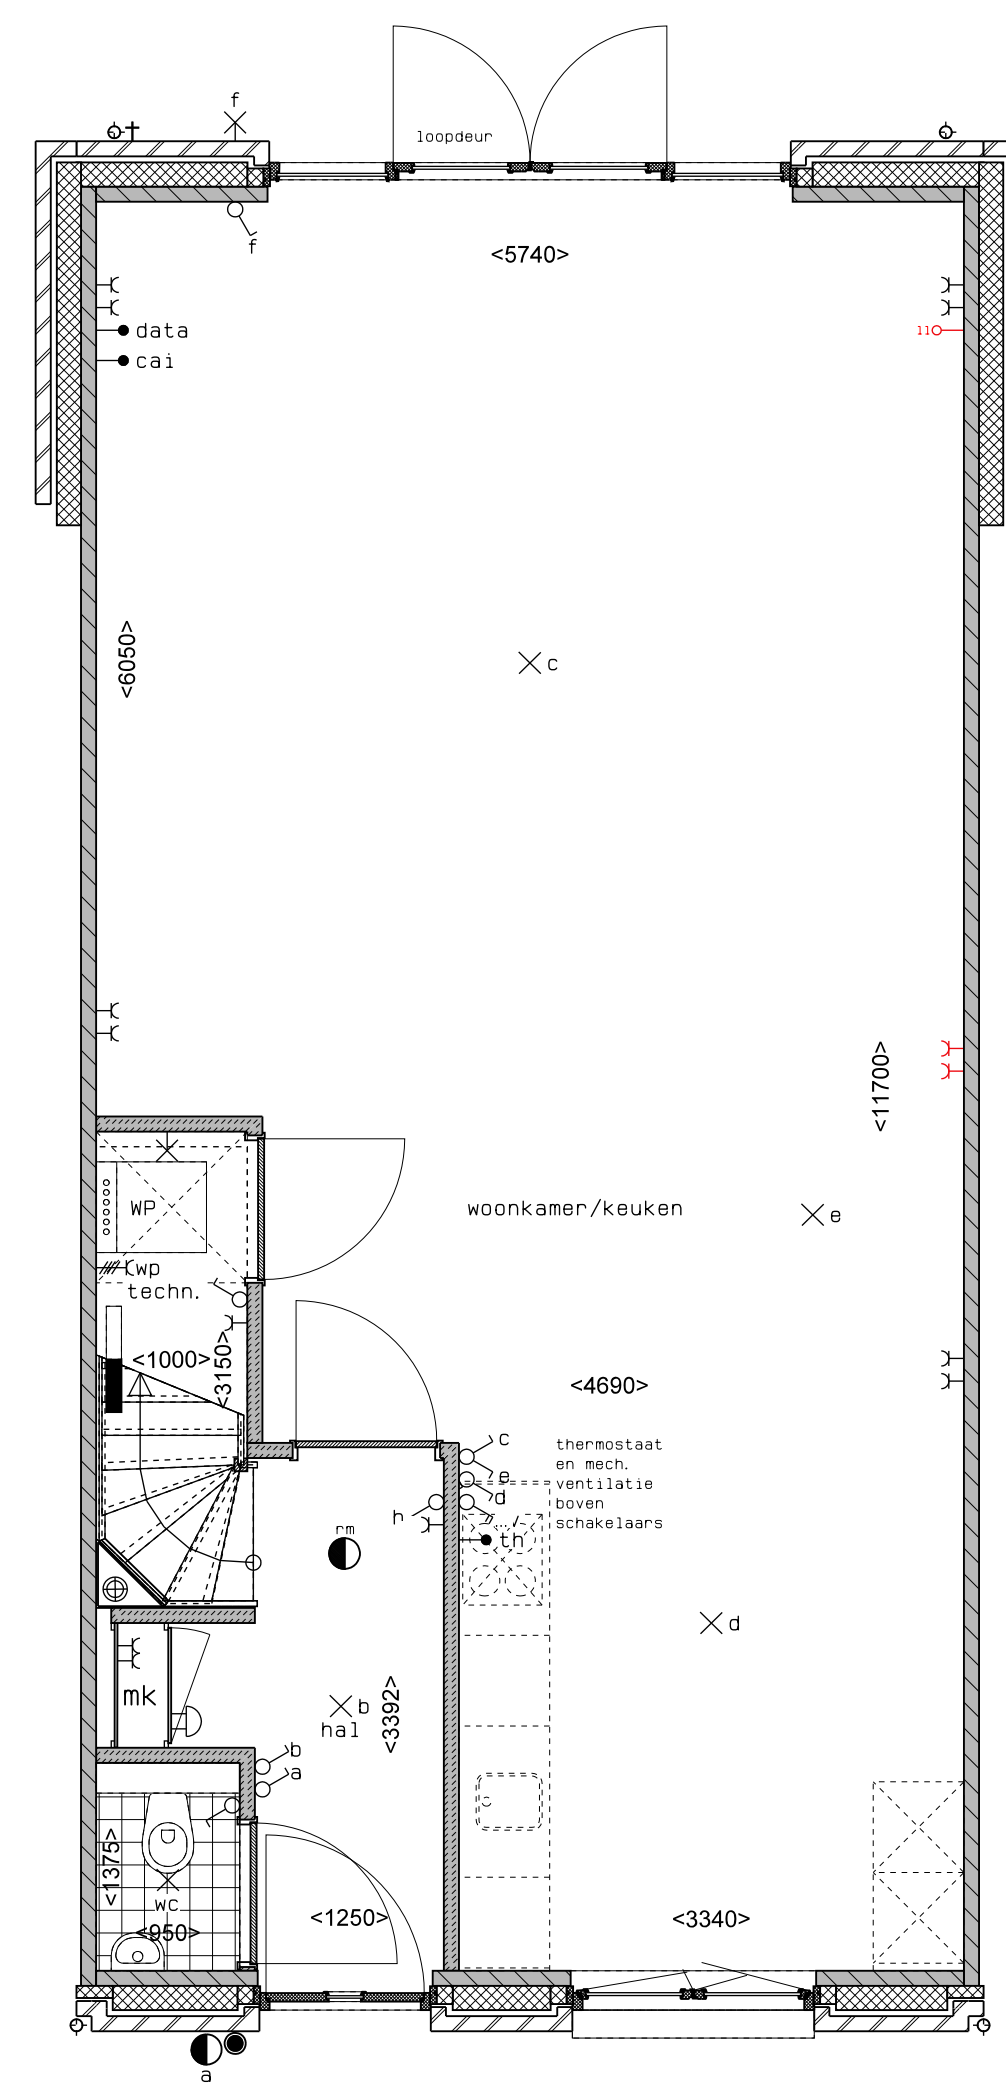 f
loopdeur
f
<5740>
data
11
cai
<6050>
c
<11700>
WP
woonkamer/keuken
e
wp
techn.
<1000>
<3150>
<4690>
c
thermostaat
e
en mech.
d
ventilatie
h
boven
schakelaars
rm
th
d
mk
b
hal
<3392>
b
a
<1375>
wc
<950>
<1250>
<3340>
a